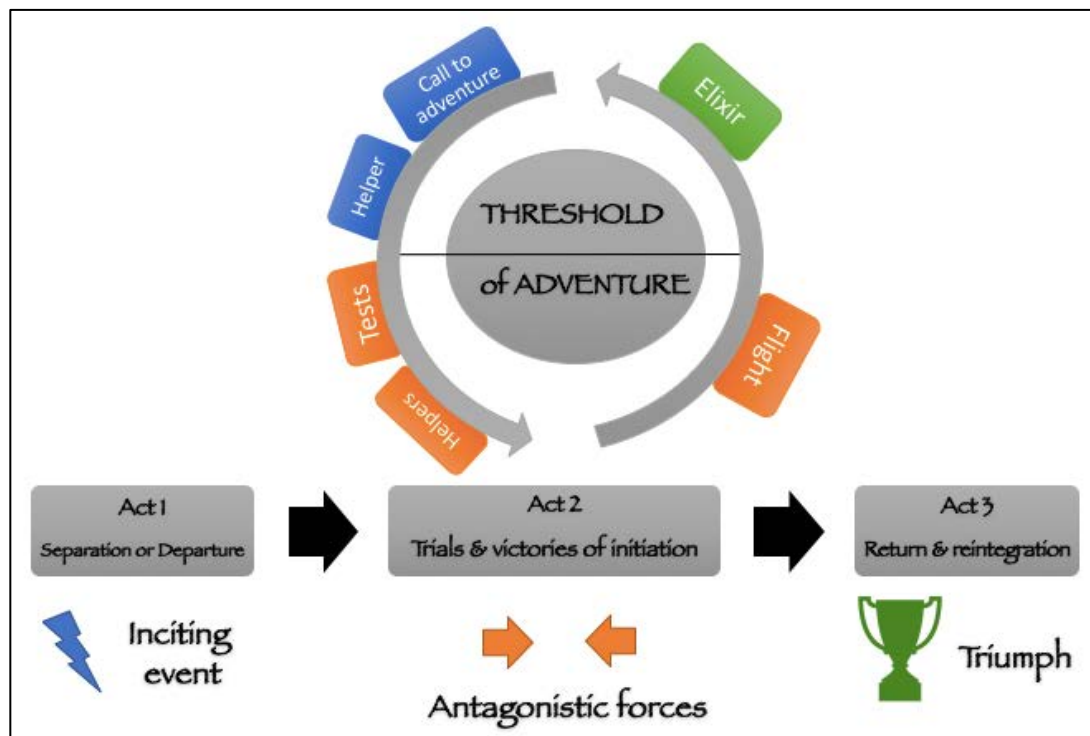 Call to
adventure
Elixir
Helper
THRESHOLD
of ADVENTURE
Tests
Flight
Helpers
Act 1
Separation or Departure
Act 2
Trials & victories of initiation
Act 3
Return & reintegration
Inciting
event
Antagonistic forces
Triumph